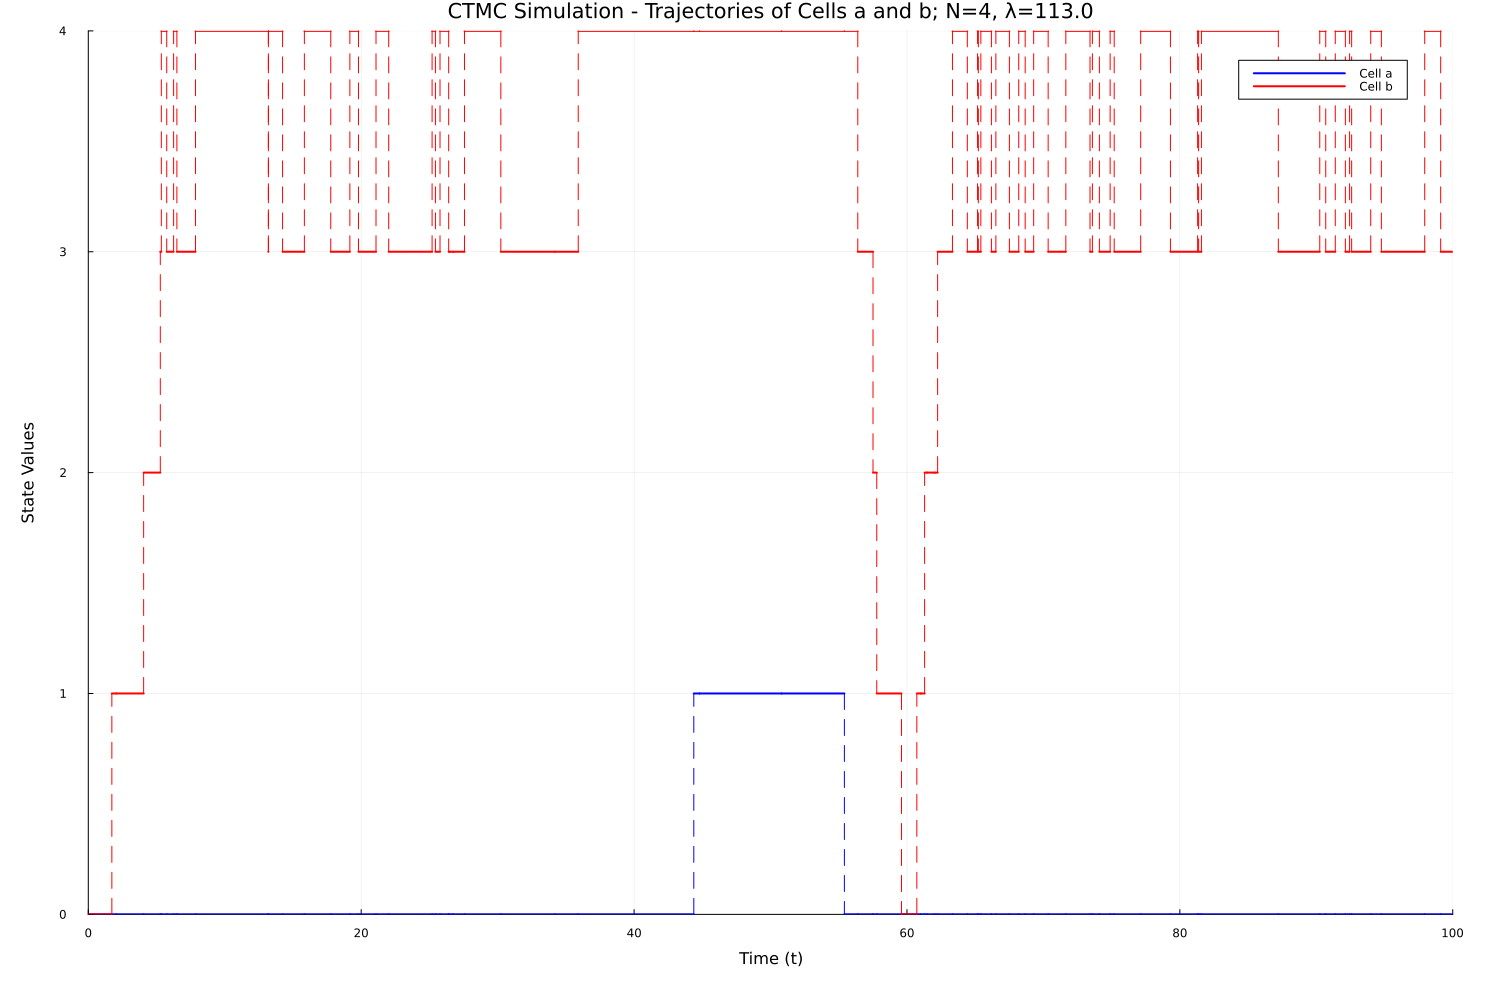 CTMC Simulation - Trajectories of Cells a and b; N=4, λ=113.0
4
Cell a
Cell b
3
State Values
2
1
0
0 20 40 60 80 100
Time (t)